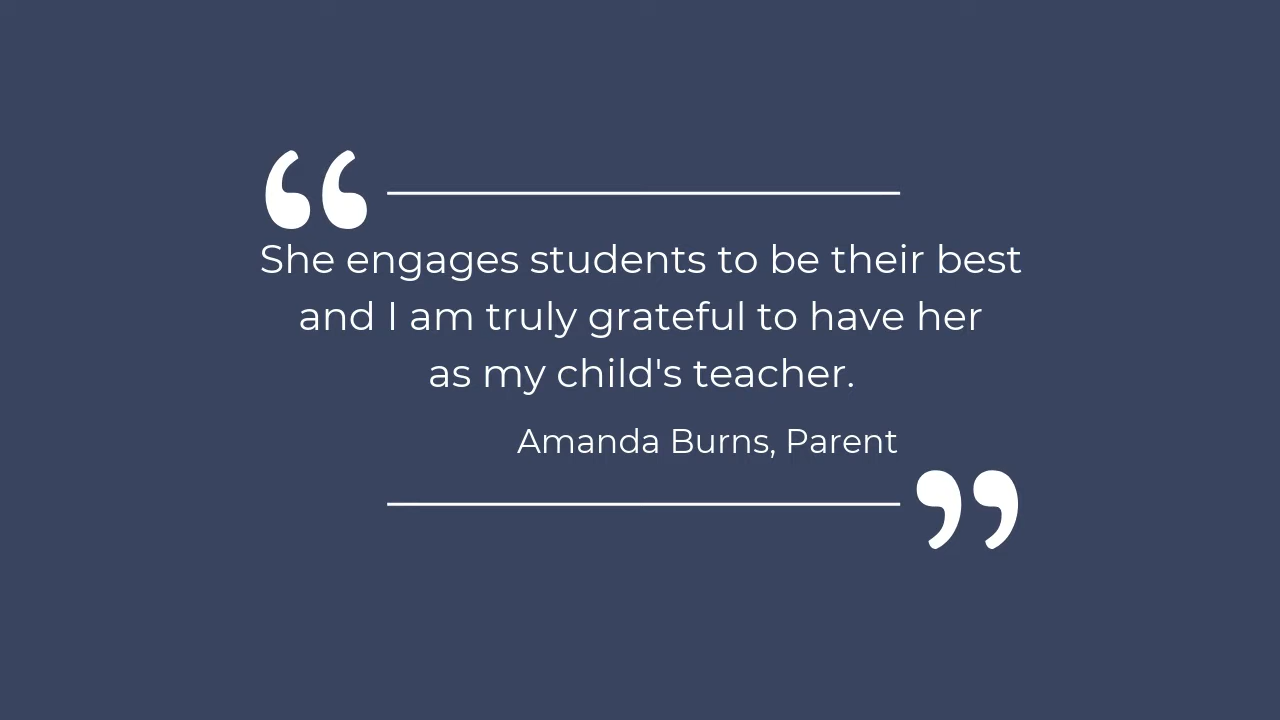 “
She engages students to be their best
and I am truly grateful to have her
as my child's teacher.
Amanda Burns, Parent
”